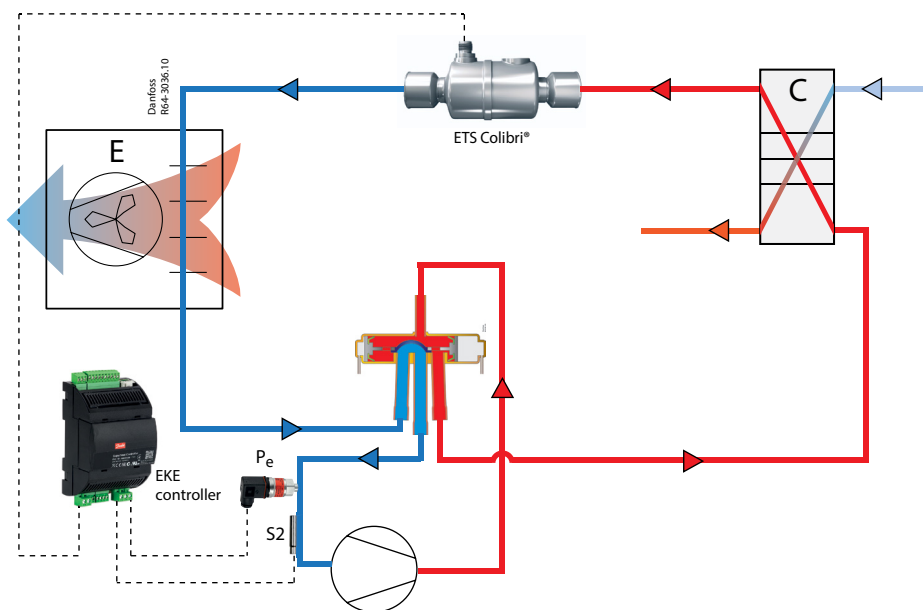 Danfoss
R64-3036.10
ETS Colibri®
C
E
EKE
controller
Pe
S2